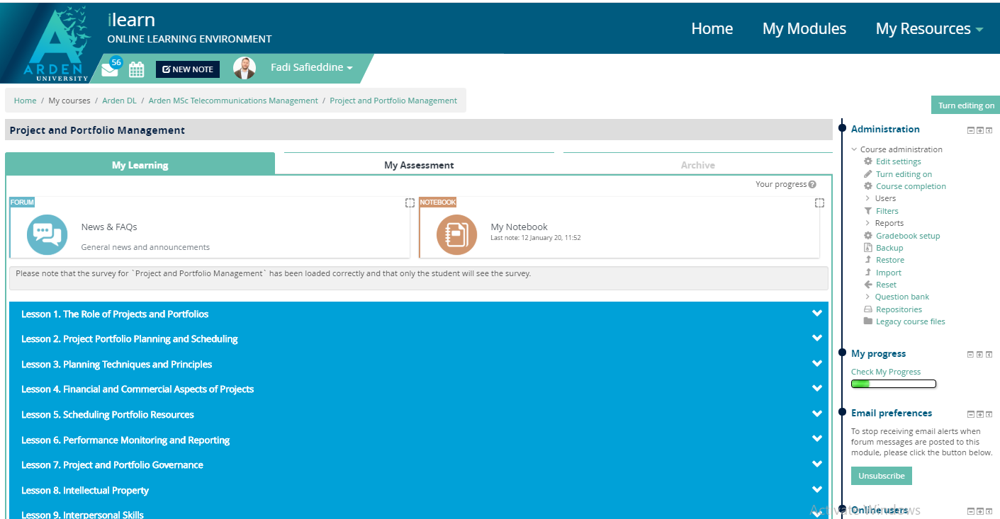 ilearn
ONLINE LEARNING ENVIRONMENT
Home My Modules My Resources
ARDEN
UNIVERSITY
56
NEW NOTE
Fadi Safieddine
Home / My courses / Arden DL / Arden MSc Telecommunications Management / Project and Portfolio Management
Turn editing on
Project and Portfolio Management
My Learning My Assessment Archive
Your progress
FORUM
News & FAQs
General news and announcements
NOTEBOOK
My Notebook
Last note: 12 January 20, 11:52
Please note that the survey for `Project and Portfolio Management` has been loaded correctly and that only the student will see the survey.
Lesson 1. The Role of Projects and Portfolios
Lesson 2. Project Portfolio Planning and Scheduling
Lesson 3. Planning Techniques and Principles
Lesson 4. Financial and Commercial Aspects of Projects
Lesson 5. Scheduling Portfolio Resources
Lesson 6. Performance Monitoring and Reporting
Lesson 7. Project and Portfolio Governance
Lesson 8. Intellectual Property
Lesson 9. Interpersonal Skills
Administration
Course administration
Edit settings
Turn editing on
Course completion
Users
Filters
Reports
Gradebook setup
Backup
Restore
Import
Reset
Question bank
Repositories
Legacy course files
My progress
Check My Progress
Email preferences
To stop receiving email alerts when
forum messages are posted to this
module, please click the button below.
Unsubscribe
Online users
Activate Windows